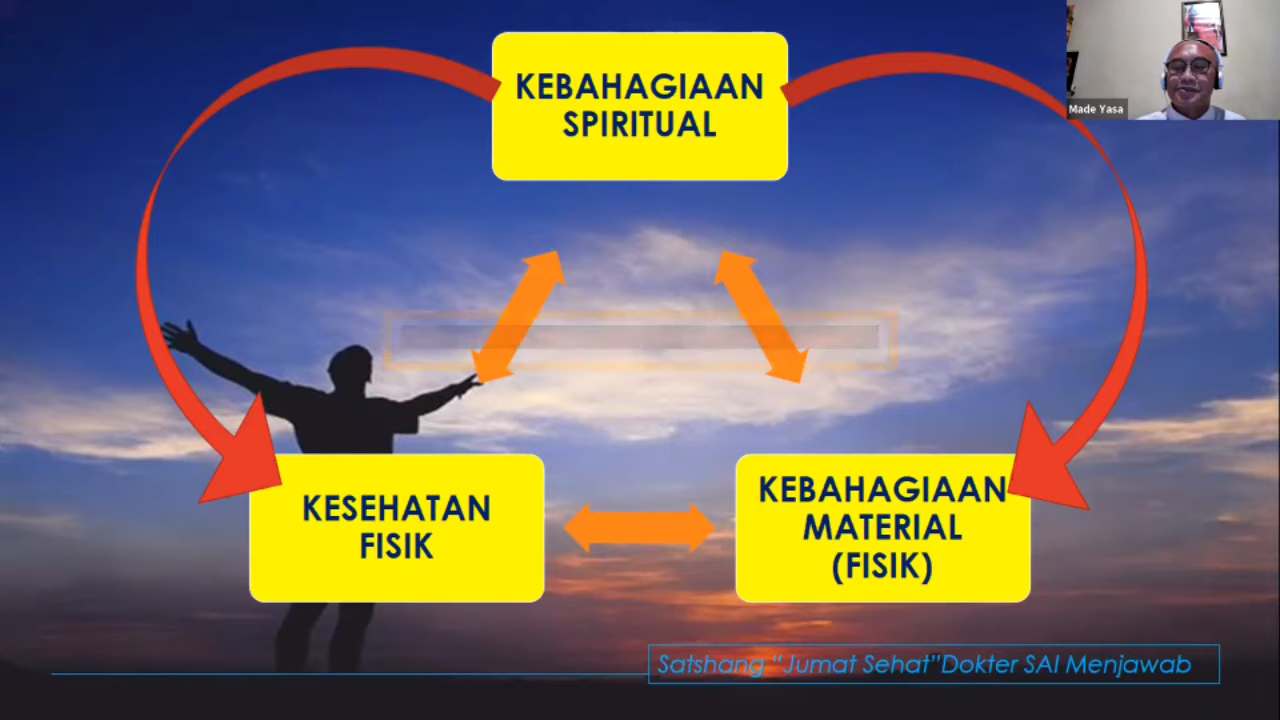 KEBAHAGIAAN
SPIRITUAL
Made Yasa
KESEHATAN
FISIK
KEBAHAGIAAN
MATERIAL
(FISIK)
Satshang “Jumat Sehat”Dokter SAI Menjawab